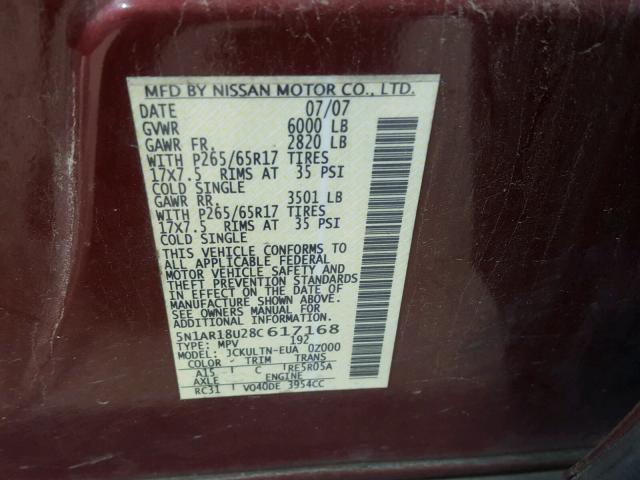 MFD BY NISSAN MOTOR CO., LTD.
DATE 07/07
GVWR 6000 LB
GAWR FR. 2820 LB
WITH P265/65R17 TIRES
17x7.5 RIMS AT 35 PSI
COLD SINGLE
GAWR RR. 3501 LB
WITH P265/65R17 TIRES
17x7.5 RIMS AT 35 PSI
COLD SINGLE
THIS VEHICLE CONFORMS TO
ALL APPLICABLE FEDERAL
MOTOR VEHICLE SAFETY AND
THEFT PREVENTION STANDARDS
IN EFFECT ON THE DATE OF
MANUFACTURE SHOWN ABOVE.
SEE OWNERS MANUAL FOR
ADDITIONAL INFORMATION.
5N1AR18U28C617168
TYPE: MPV 192
MODEL: JCKULTN-EUA 0Z000
COLOR TRIM TRANS
A15 C RE5R05A
AXLE ENGINE
RC31 VQ40DE 3954CC